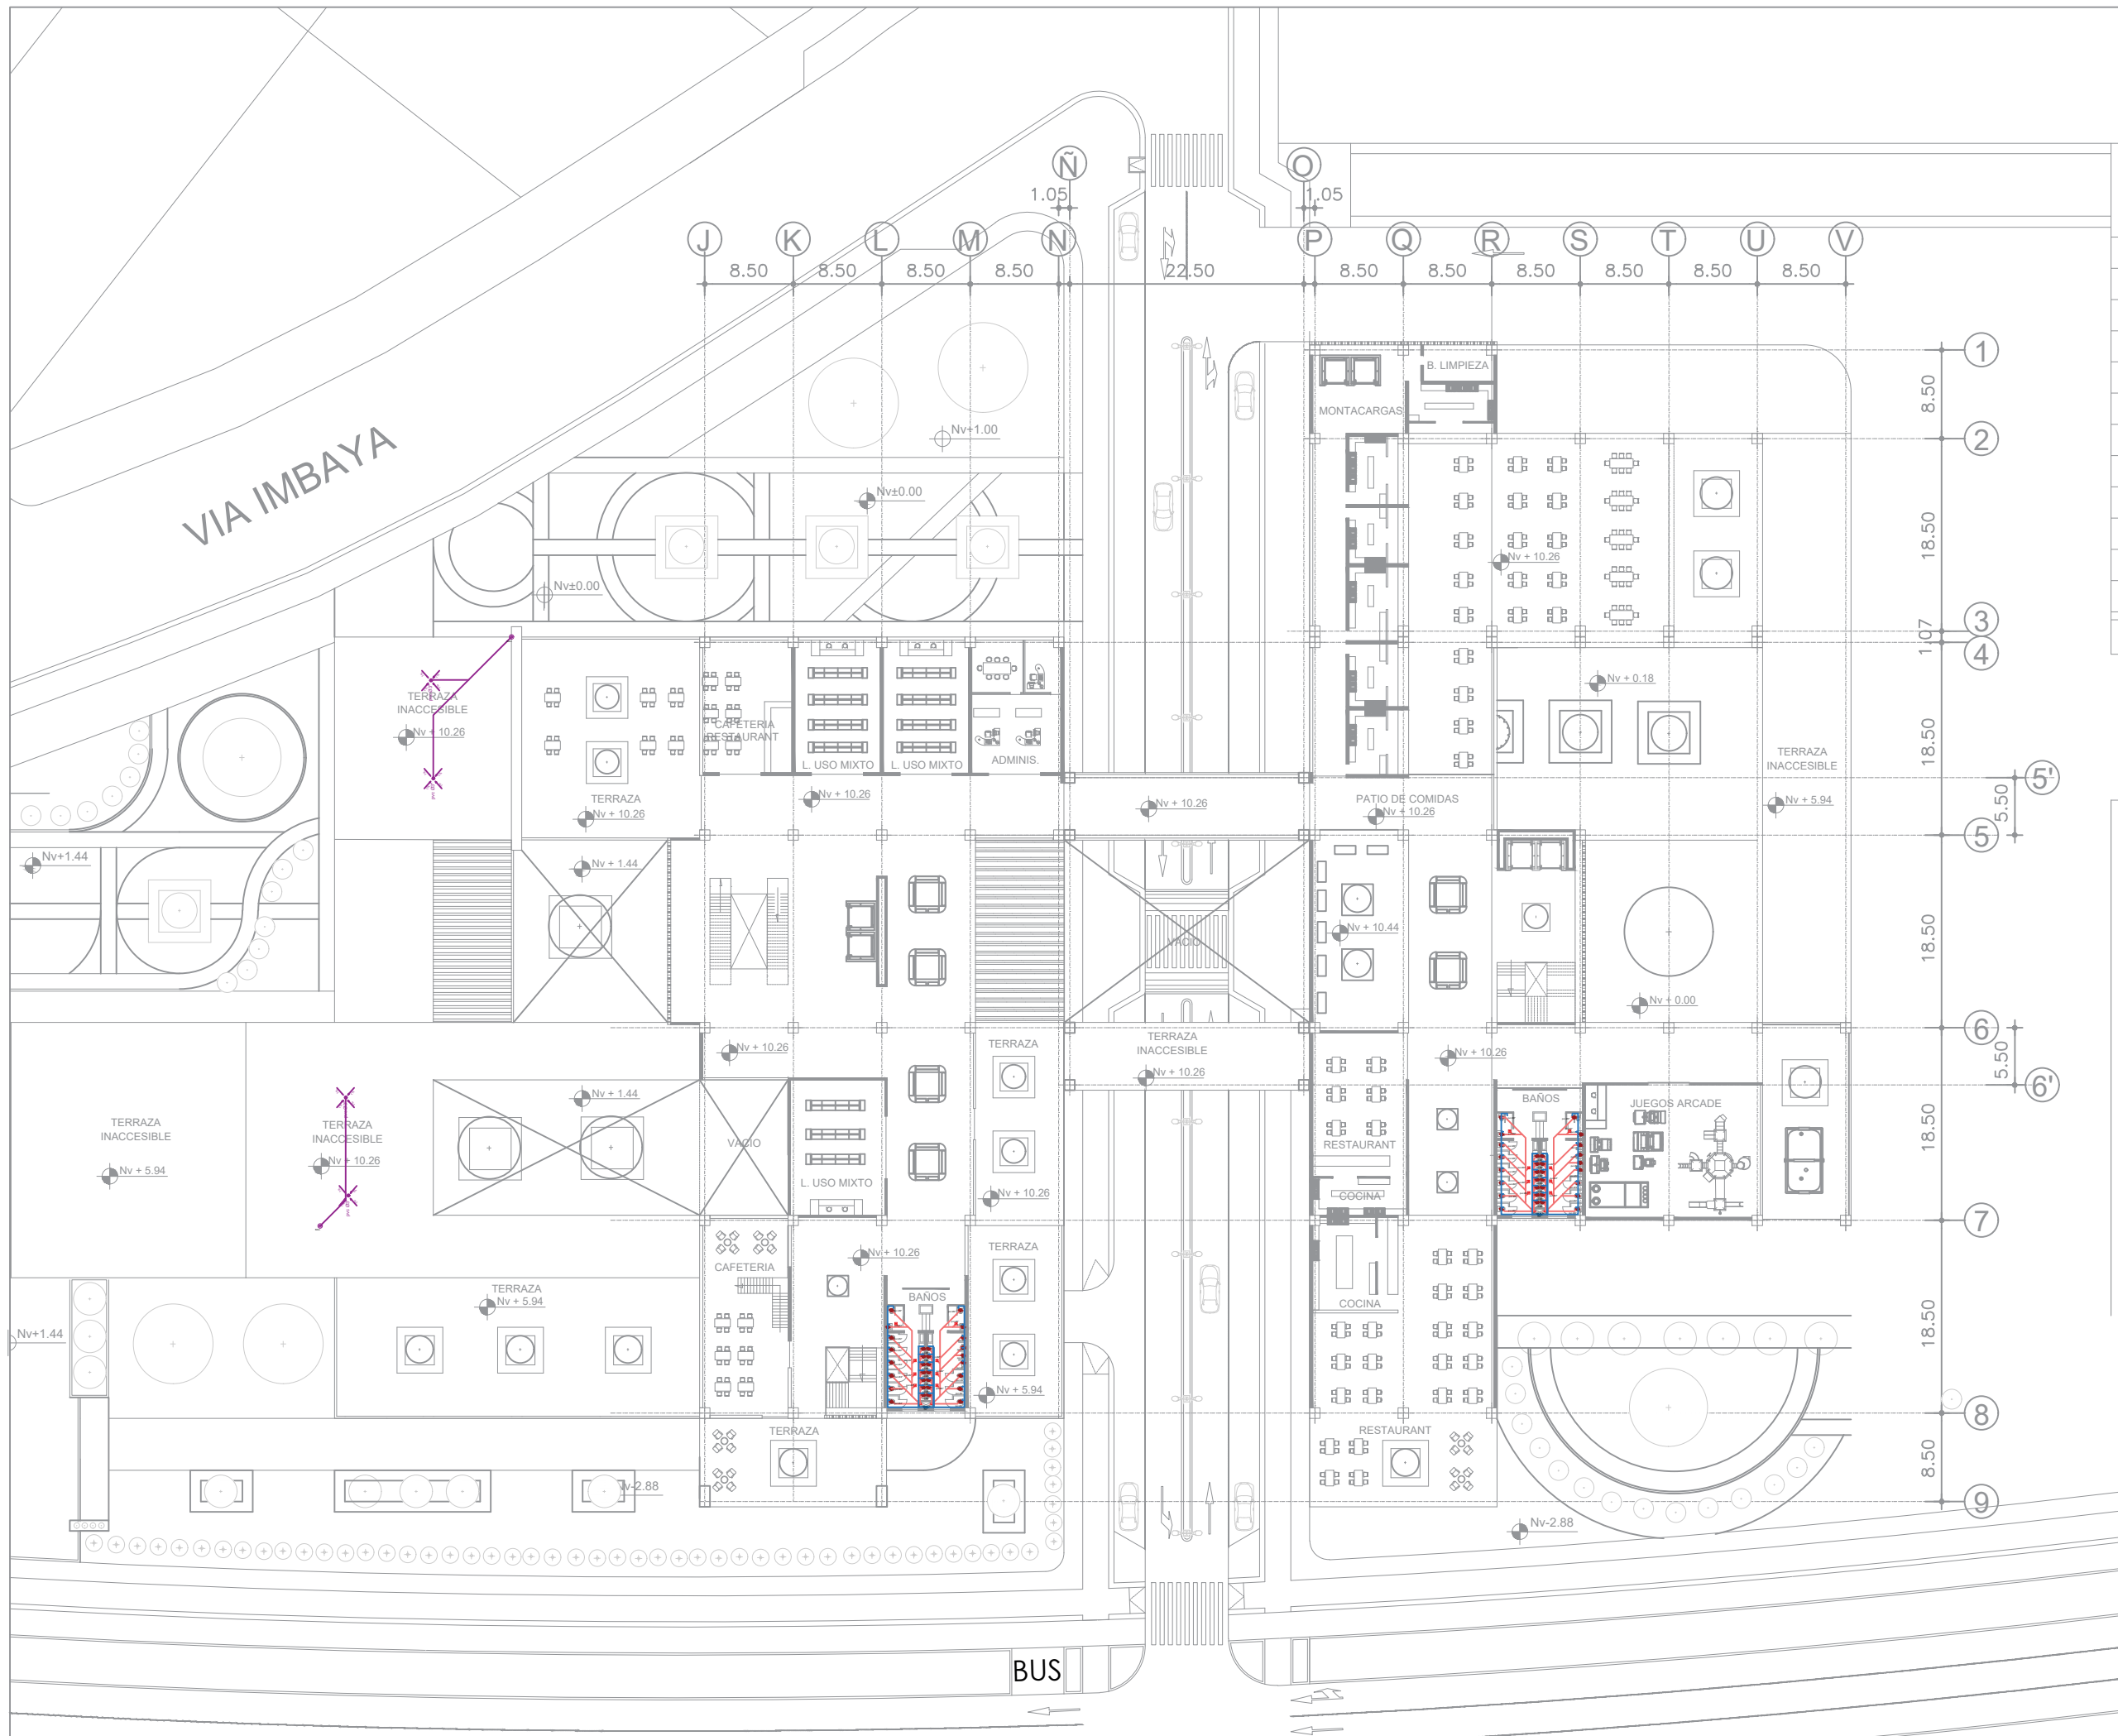 Ñ
O
1.05
1.05
J
K
L
M
N
P
Q
R
S
T
U
V
8.50
8.50
8.50
8.50
22.50
8.50
8.50
8.50
8.50
8.50
8.50
1
B. LIMPIEZA
8.50
MONTACARGAS
Nv+1.00
2
VIA IMBAYA
Nv±0.00
18.50
Nv + 10.26
Nv±0.00
3
1.07
4
Nv + 0.18
TERRAZA
INACCESIBLE
Nv + 10.26
CAFETERIA
RESTAURANT
L. USO MIXTO
L. USO MIXTO
ADMINIS.
18.50
TERRAZA
INACCESIBLE
5'
TERRAZA
Nv + 10.26
Nv + 10.26
Nv + 10.26
PATIO DE COMIDAS
Nv + 10.26
Nv + 5.94
5.50
5
Nv+1.44
Nv + 1.44
Nv + 10.44
VACIO
18.50
Nv + 0.00
6
Nv + 10.26
TERRAZA
TERRAZA
INACCESIBLE
Nv + 10.26
Nv + 10.26
5.50
6'
Nv + 1.44
BAÑOS
JUEGOS ARCADE
TERRAZA
INACCESIBLE
Nv + 5.94
TERRAZA
INACCESIBLE
Nv + 10.26
VACIO
L. USO MIXTO
Nv + 10.26
RESTAURANT
COCINA
18.50
7
CAFETERIA
Nv + 10.26
TERRAZA
BAÑOS
COCINA
TERRAZA
Nv + 5.94
Nv+1.44
Nv + 5.94
18.50
8
TERRAZA
RESTAURANT
8.50
Nv-2.88
9
Nv-2.88
BUS